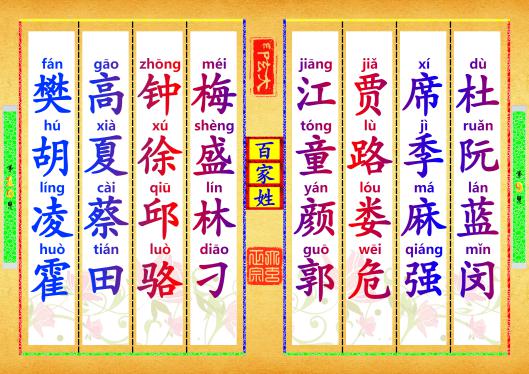 dù ruǎn lán mǐn
杜阮蓝闵
xí jì má qiáng
席季麻强
jiǎ lù lóu wēi
贾路娄危
jiāng tóng yán guō
江童颜郭
百家姓
méi shèng lín diāo
梅盛林刁
zhōng xú qiū luò
钟徐邱骆
gāo xià cài tián
高夏蔡田
fán hú líng huò
樊胡凌霍